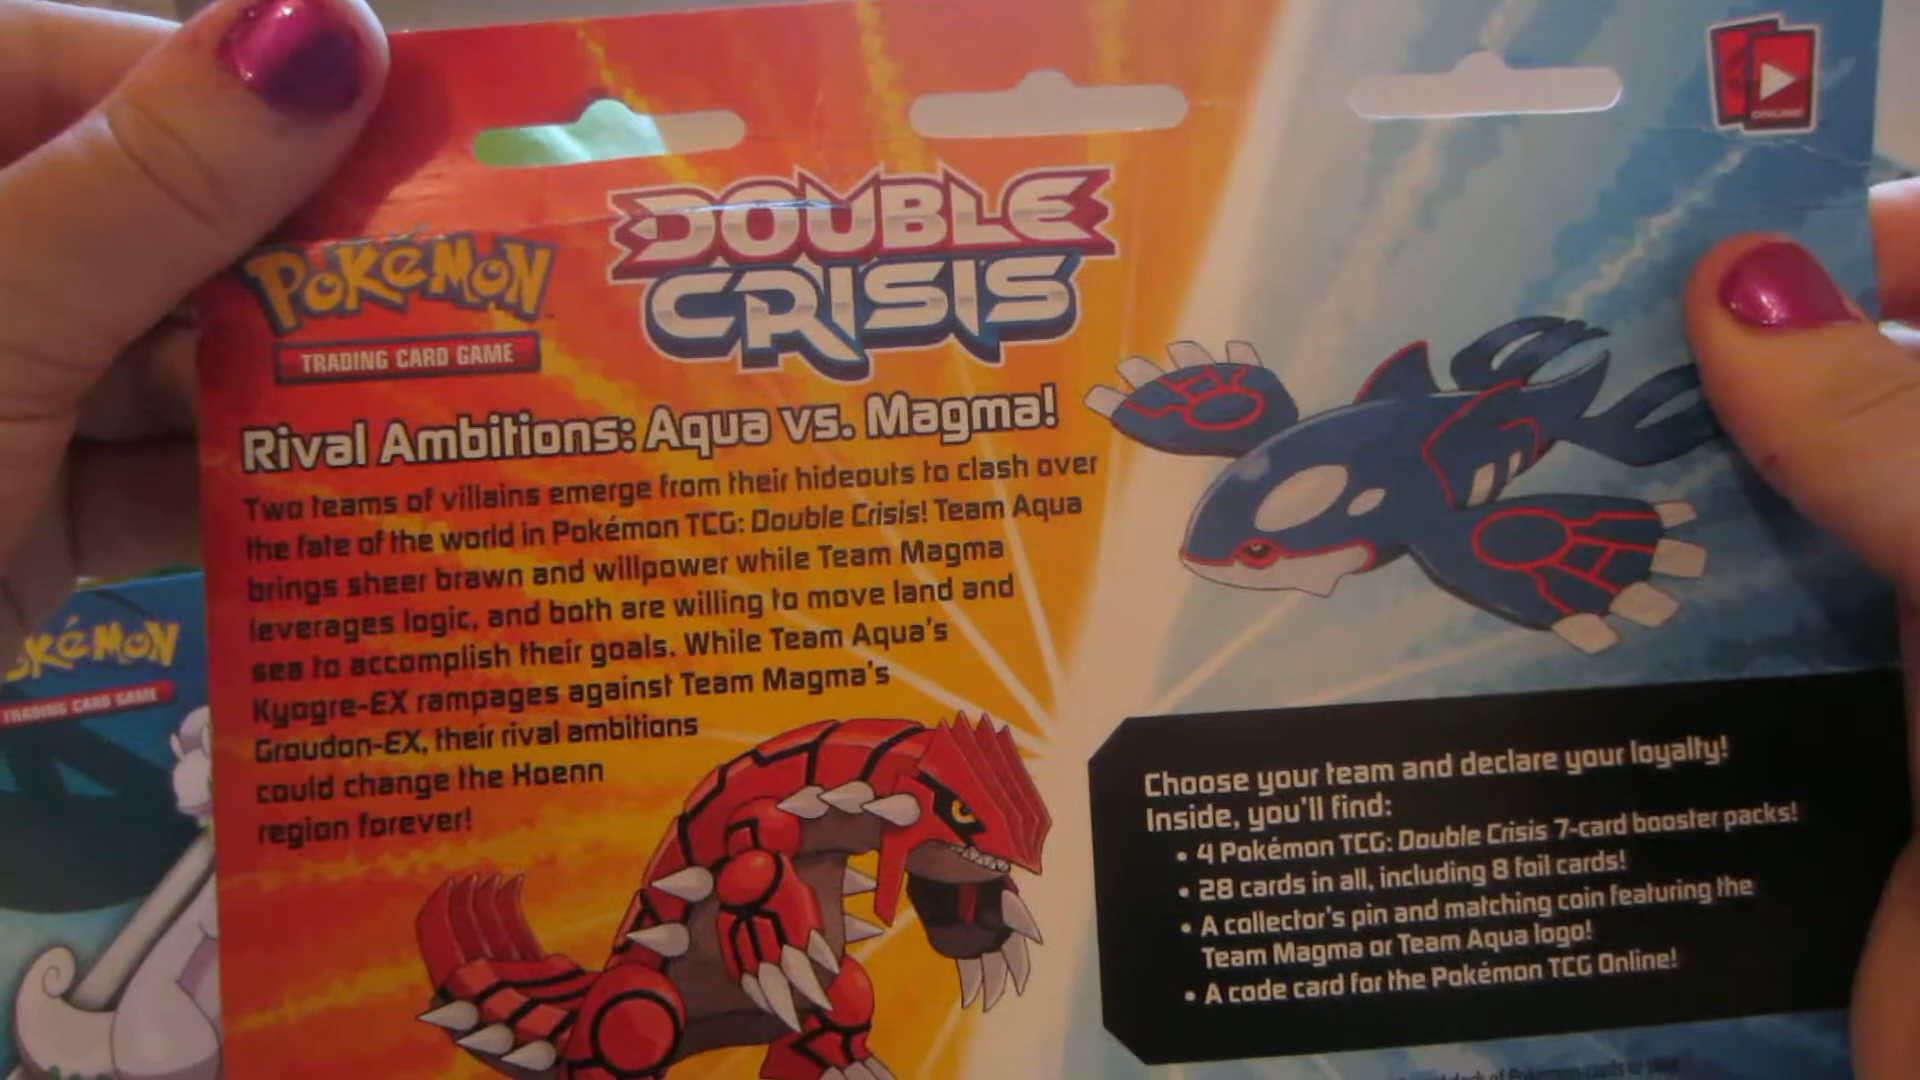 ONLINE
DOUBLE
CRISIS
POKéMON
TRADING CARD GAME
Rival Ambitions: Aqua vs. Magma!
Two teams of villains emerge from their hideouts to clash over
the fate of the world in Pokémon TCG: Double Crisis! Team Aqua
brings sheer brawn and willpower while Team Magma
leverages logic, and both are willing to move land and
sea to accomplish their goals. While Team Aqua's
Kyogre-EX rampages against Team Magma's
Groudon-EX, their rival ambitions
could change the Hoenn
region forever!
Choose your team and declare your loyalty!
Inside, you'll find:
• 4 Pokémon TCG: Double Crisis 7-card booster packs!
• 28 cards in all, including 8 foil cards!
• A collector's pin and matching coin featuring the
Team Magma or Team Aqua logo!
• A code card for the Pokémon TCG Online!
OKéMON
TRADING CARD GAME
deck of Pokémon cards to